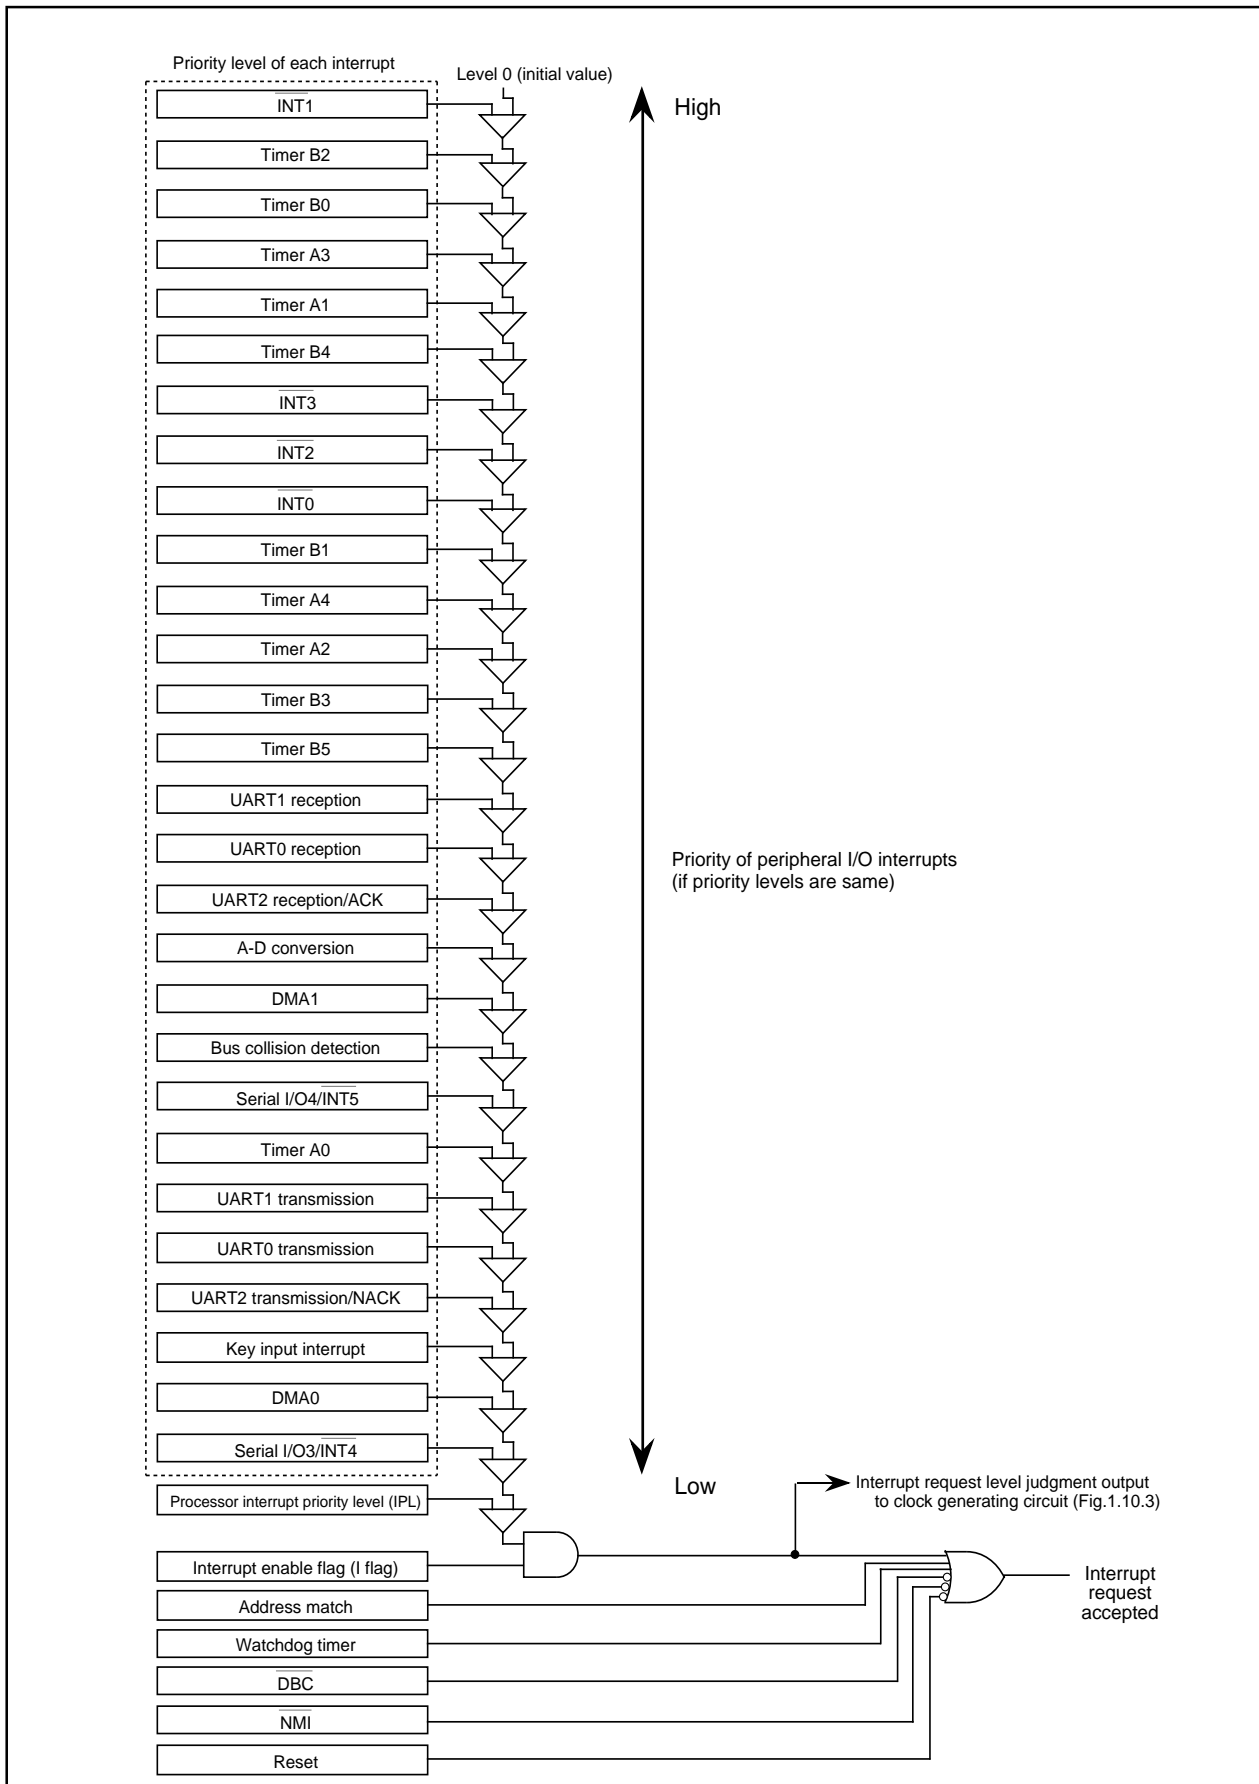 Priority level of each interrupt
Level 0 (initial value)
INT1
High
Timer B2
Timer B0
Timer A3
Timer A1
Timer B4
INT3
INT2
INT0
Timer B1
Timer A4
Timer A2
Timer B3
Timer B5
UART1 reception
UART0 reception
Priority of peripheral I/O interrupts
(if priority levels are same)
UART2 reception/ACK
A-D conversion
DMA1
Bus collision detection
Serial I/O4/INT5
Timer A0
UART1 transmission
UART0 transmission
UART2 transmission/NACK
Key input interrupt
DMA0
Serial I/O3/INT4
Low
Interrupt request level judgment output
to clock generating circuit (Fig.1.10.3)
Processor interrupt priority level (IPL)
Interrupt enable flag (I flag)
Interrupt
request
accepted
Address match
Watchdog timer
DBC
NMI
Reset